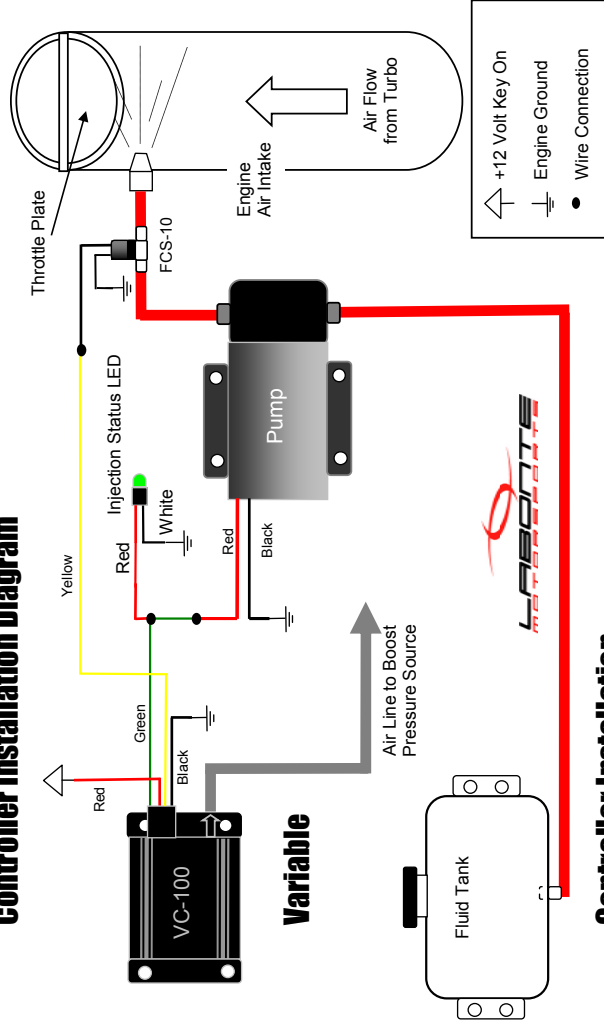 Controller Installation Diagram
Throttle Plate
Engine
Air Intake
Air Flow
from Turbo
+12 Volt Key On
Engine Ground
Wire Connection
FCS-10
Yellow
Injection Status LED
Red
White
Green
Red
Black
Red
Black
Pump
VC-100
Variable
Air Line to Boost
Pressure Source
Fluid Tank
LABONTE
MOTORSPORTS
Controller Installation